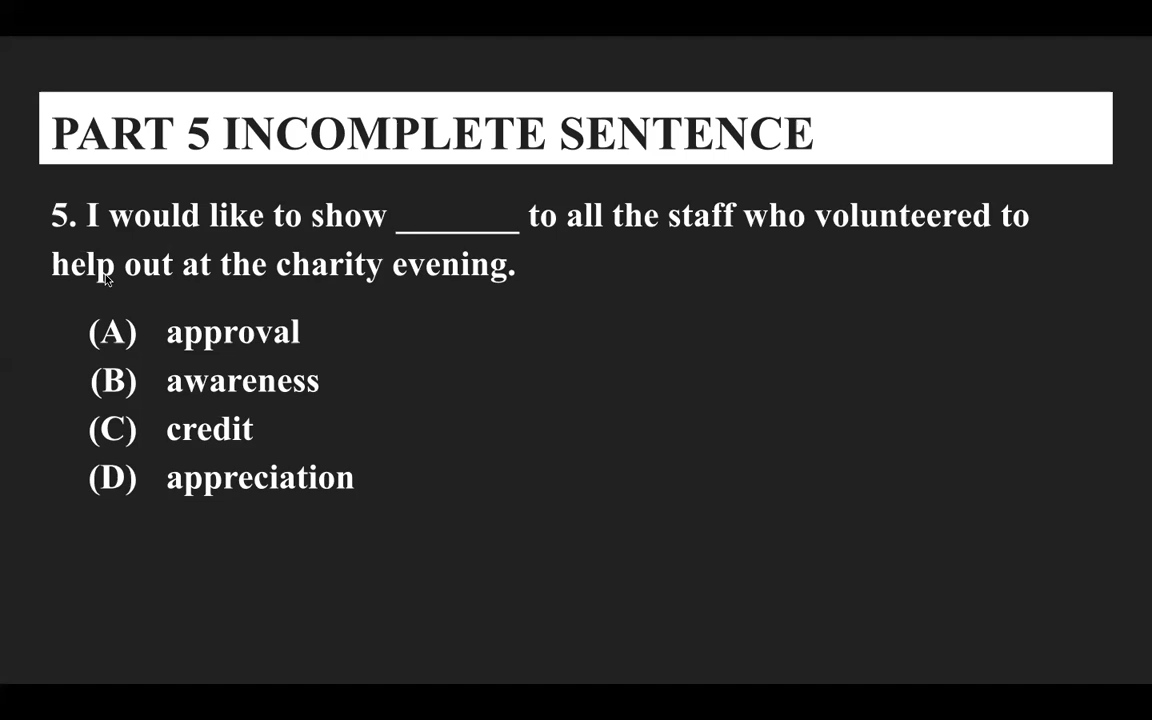 PART 5 INCOMPLETE SENTENCE
5. I would like to show _______ to all the staff who volunteered to
help out at the charity evening.
(A) approval
(B) awareness
(C) credit
(D) appreciation